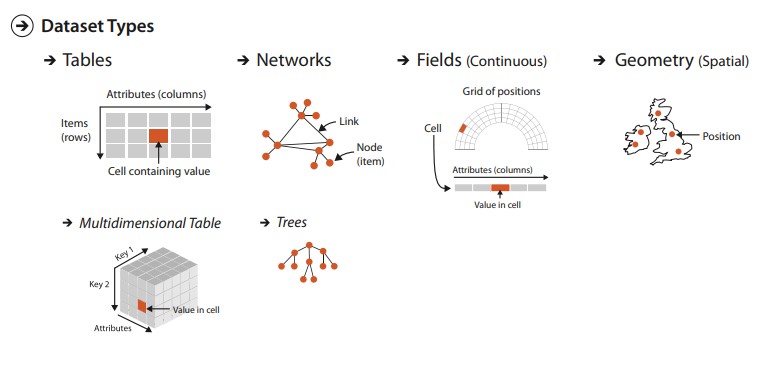 Dataset Types
Tables
Networks
Fields (Continuous)
Geometry (Spatial)
Attributes (columns)
Items
(rows)
Cell containing value
Link
Node
(item)
Grid of positions
Cell
Attributes (columns)
Value in cell
Position
Multidimensional Table
Trees
Key 1
Key 2
Value in cell
Attributes